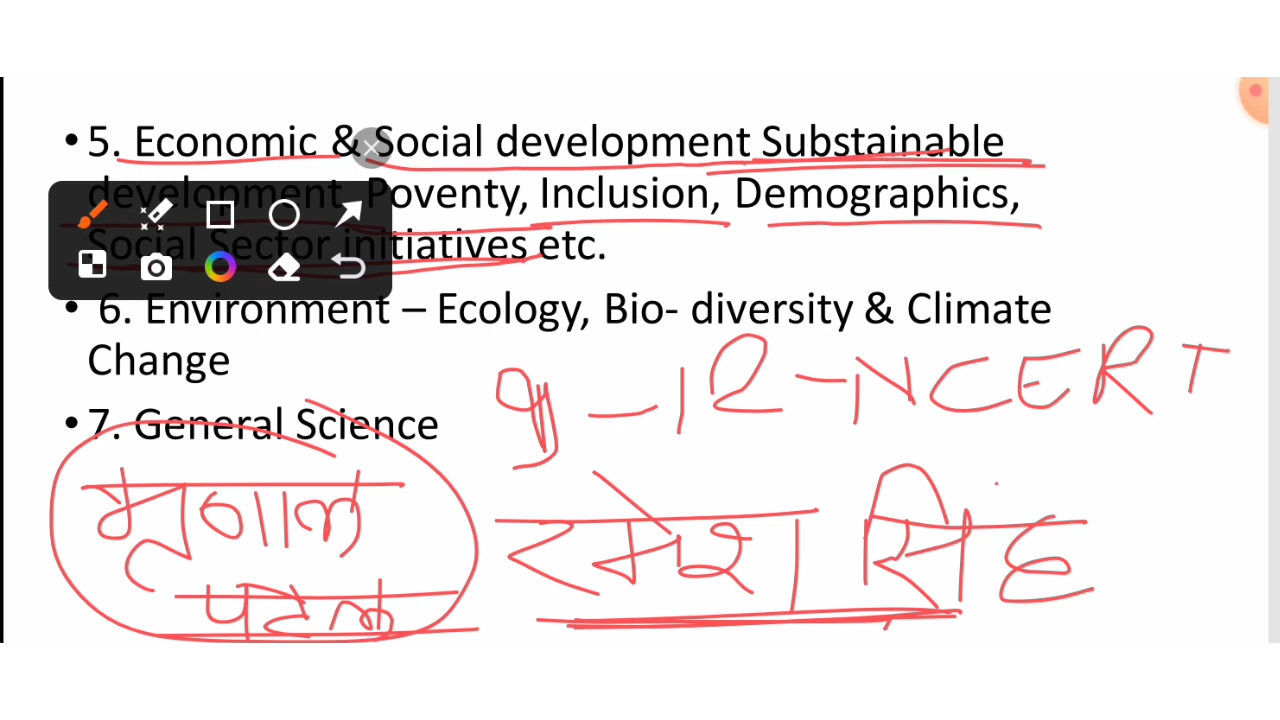 • 5. Economic & Social development Substainable
development, Poventy, Inclusion, Demographics,
Social Sector initiatives etc.
• 6. Environment – Ecology, Bio- diversity & Climate
Change
9 – 12 – NCERT
• 7. General Science
मृणाल
पटेल
रमेश सिंह